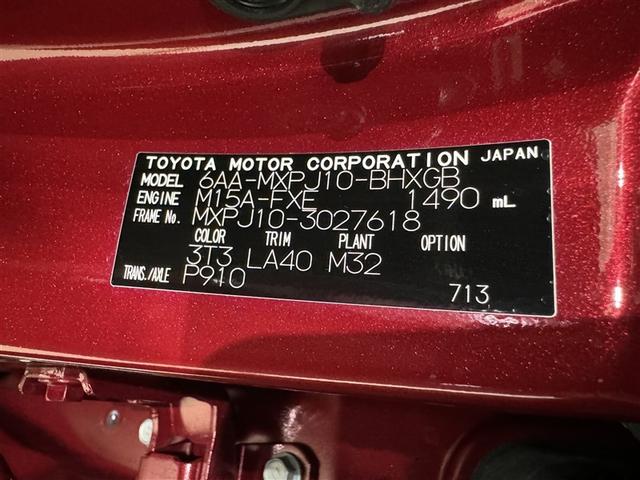 TOYOTA MOTOR CORPORATION JAPAN
MODEL 6AA-MXPJ10-BHXGB
ENGINE M15A-FXE 1490 mL
FRAME No. MXPJ10-3027618
COLOR TRIM PLANT OPTION
3T3 LA40 M32
TRANS./AXLE P910
713